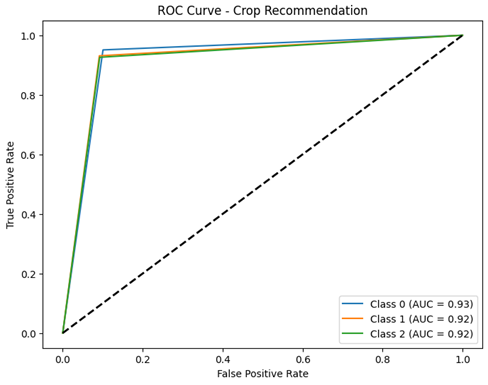 ROC Curve - Crop Recommendation
True Positive Rate
1.0
0.8
0.6
0.4
0.2
0.0
Class 0 (AUC = 0.93)
Class 1 (AUC = 0.92)
Class 2 (AUC = 0.92)
0.0 0.2 0.4 0.6 0.8 1.0
False Positive Rate